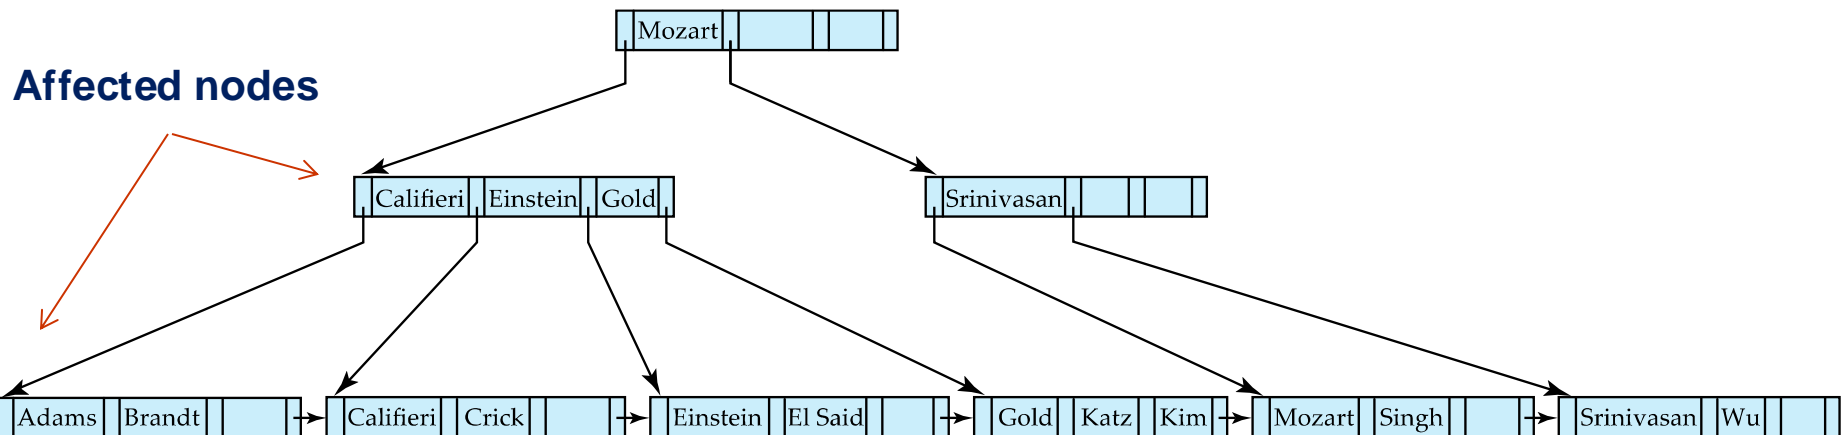 Mozart
Affected nodes
Califieri Einstein Gold
Srinivasan
Adams Brandt
Califieri Crick
Einstein El Said
Gold Katz Kim
Mozart Singh
Srinivasan Wu